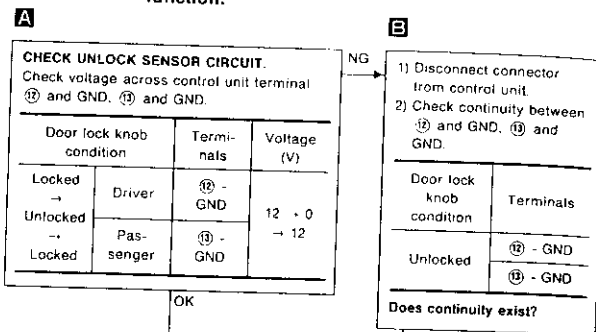 function.
A
CHECK UNLOCK SENSOR CIRCUIT.
Check voltage across control unit terminal
⑫ and GND, ⑬ and GND.
Door lock knob condition
Termi-nals
Voltage (V)
Locked → Unlocked → Locked
Driver
⑫ - GND
Pas-senger
⑬ - GND
12 → 0 → 12
NG
OK
B
1) Disconnect connector
from control unit.
2) Check continuity between
⑫ and GND, ⑬ and
GND.
Door lock
knob
condition
Terminals
Unlocked
⑫ - GND
⑬ - GND
Does continuity exist?